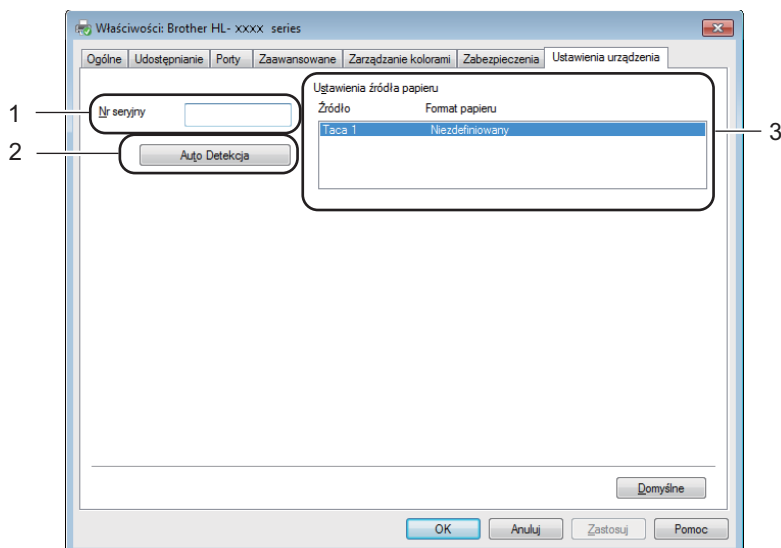 Właściwości: Brother HL- xxxx series
Ogólne Udostępnianie Porty Zaawansowane Zarządzanie kolorami Zabezpieczenia Ustawienia urządzenia
1
Nr seryjny
2
Auto Detekcja
Ustawienia źródła papieru
Źródło Format papieru
Taca 1 Niezdefiniowany
3
Domyślne
OK Anuluj Zastosuj Pomoc